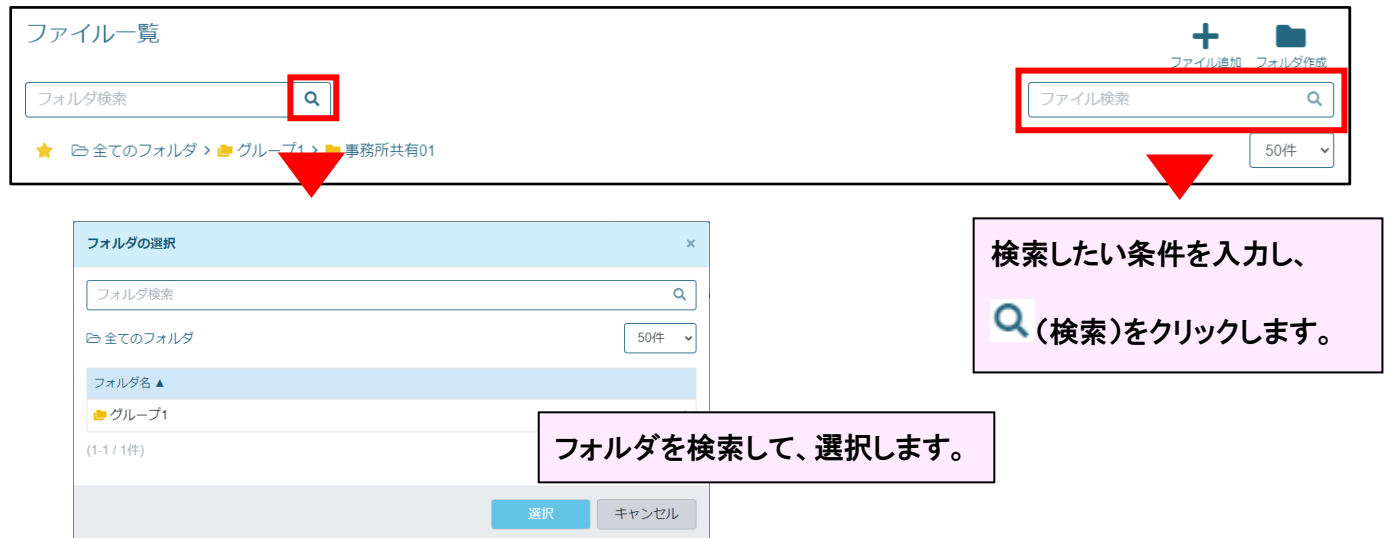 ファイル一覧
ファイル追加 フォルダ作成
フォルダ検索
ファイル検索
全てのフォルダ > グループ1 > 事務所共有01
50件
フォルダの選択 ×
フォルダ検索
全てのフォルダ 50件
フォルダ名 ▲
グループ1
(1-1 / 1件)
選択 キャンセル
フォルダを検索して、選択します。
検索したい条件を入力し、
(検索)をクリックします。